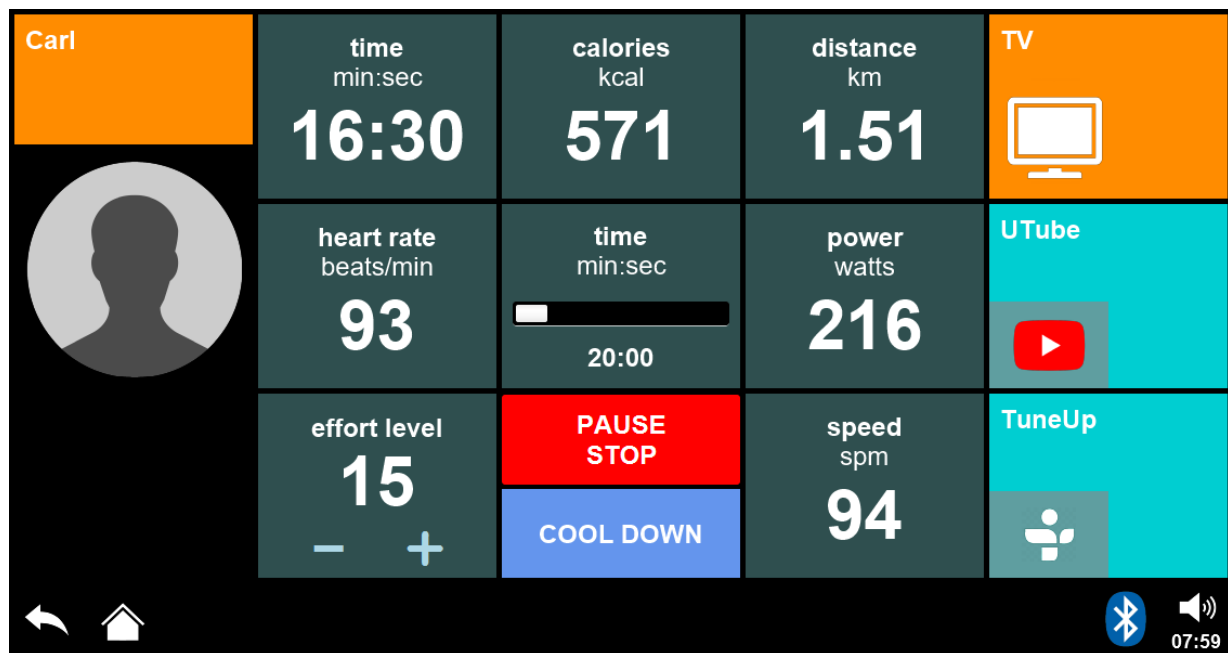 Carl
time
min:sec
16:30
calories
kcal
571
distance
km
1.51
TV
heart rate
beats/min
93
time
min:sec
20:00
power
watts
216
UTube
effort level
15
− +
PAUSE
STOP
COOL DOWN
speed
spm
94
TuneUp
07:59